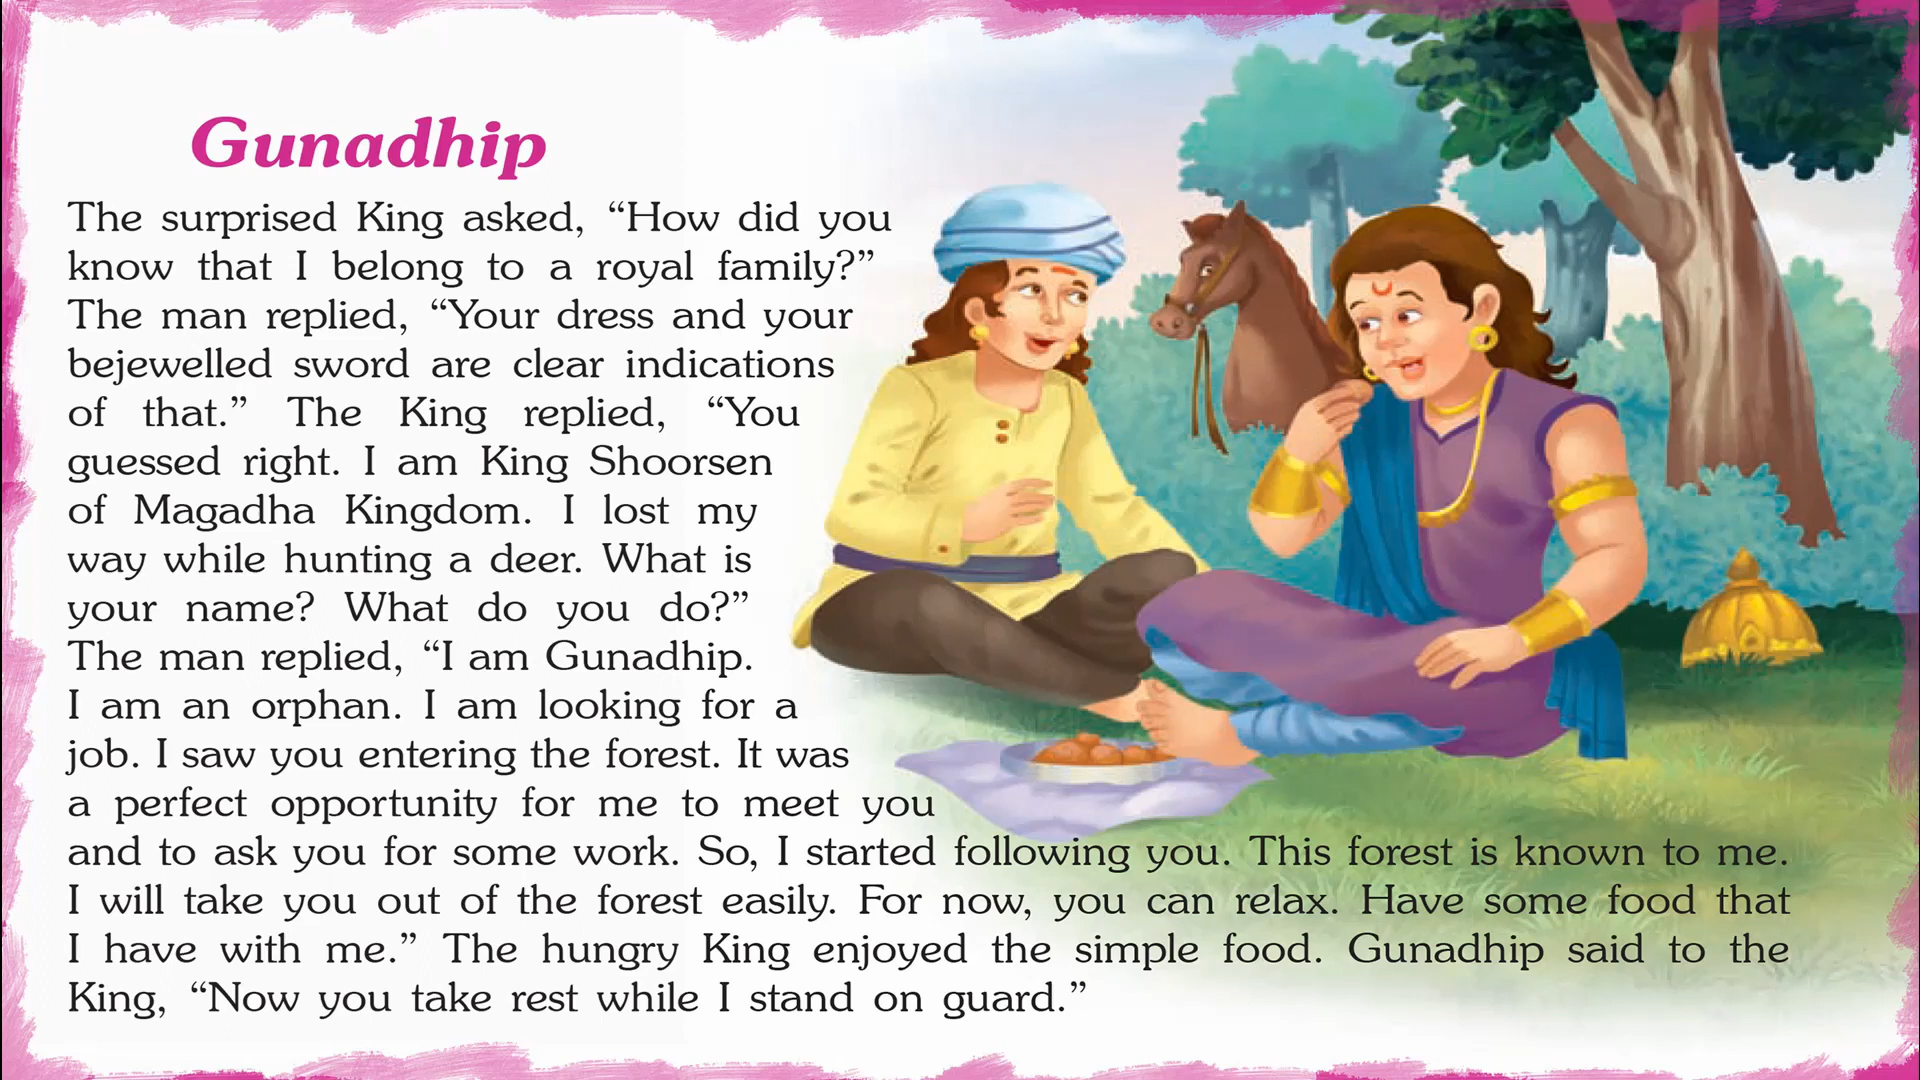 Gunadhip
The surprised King asked, “How did you
know that I belong to a royal family?”
The man replied, “Your dress and your
bejewelled sword are clear indications
of that.” The King replied, “You
guessed right. I am King Shoorsen
of Magadha Kingdom. I lost my
way while hunting a deer. What is
your name? What do you do?”
The man replied, “I am Gunadhip.
I am an orphan. I am looking for a
job. I saw you entering the forest. It was
a perfect opportunity for me to meet you
and to ask you for some work. So, I started following you. This forest is known to me.
I will take you out of the forest easily. For now, you can relax. Have some food that
I have with me.” The hungry King enjoyed the simple food. Gunadhip said to the
King, “Now you take rest while I stand on guard.”